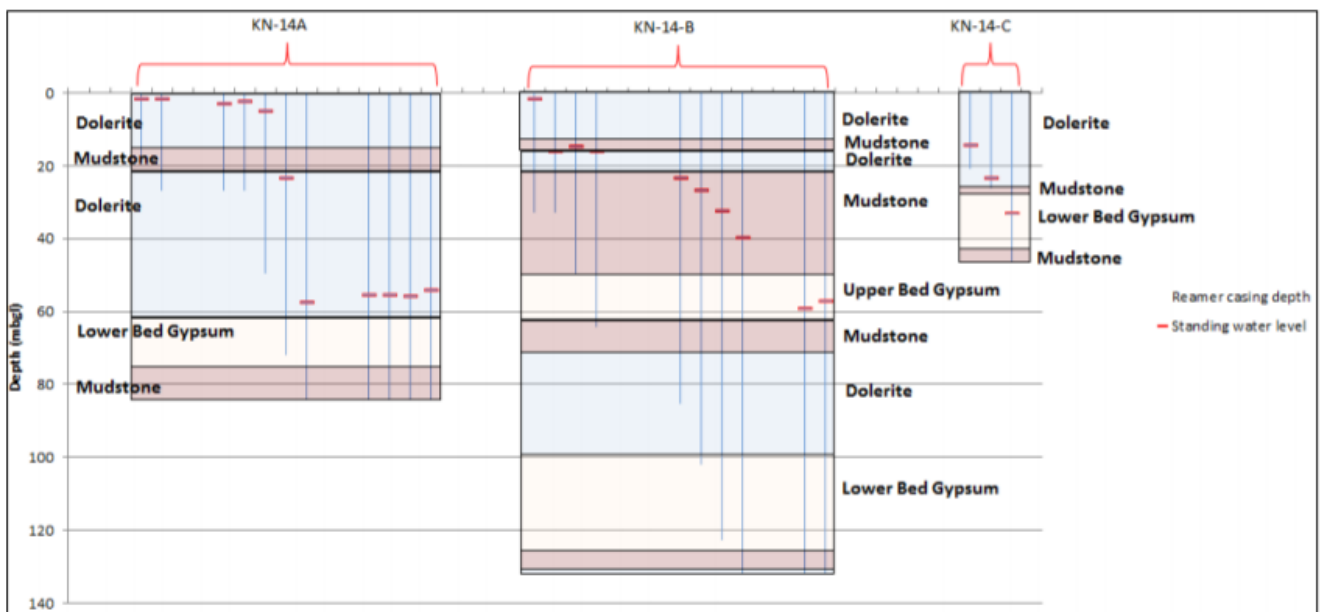 KN-14A
KN-14-B
KN-14-C
Depth (mbgl)
0
20
40
60
80
100
120
140
Dolerite
Mudstone
Dolerite
Lower Bed Gypsum
Mudstone
Dolerite
Mudstone
Dolerite
Mudstone
Upper Bed Gypsum
Mudstone
Dolerite
Lower Bed Gypsum
Dolerite
Mudstone
Lower Bed Gypsum
Mudstone
Reamer casing depth
Standing water level